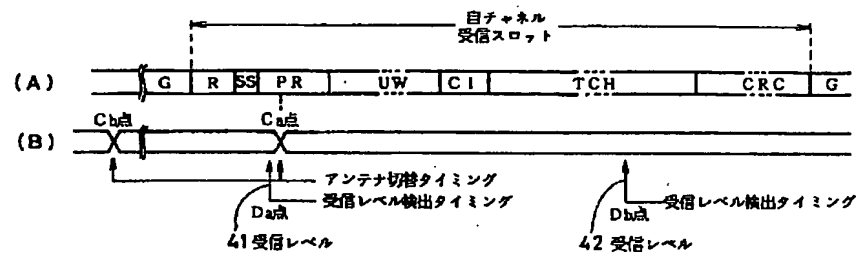 自チャネル
受信スロット
(A) G R SS PR UW CI TCH CRC G
Cb点 Ca点
(B)
アンテナ切替タイミング
受信レベル検出タイミング
Da点
41 受信レベル
Db点
受信レベル検出タイミング
42 受信レベル